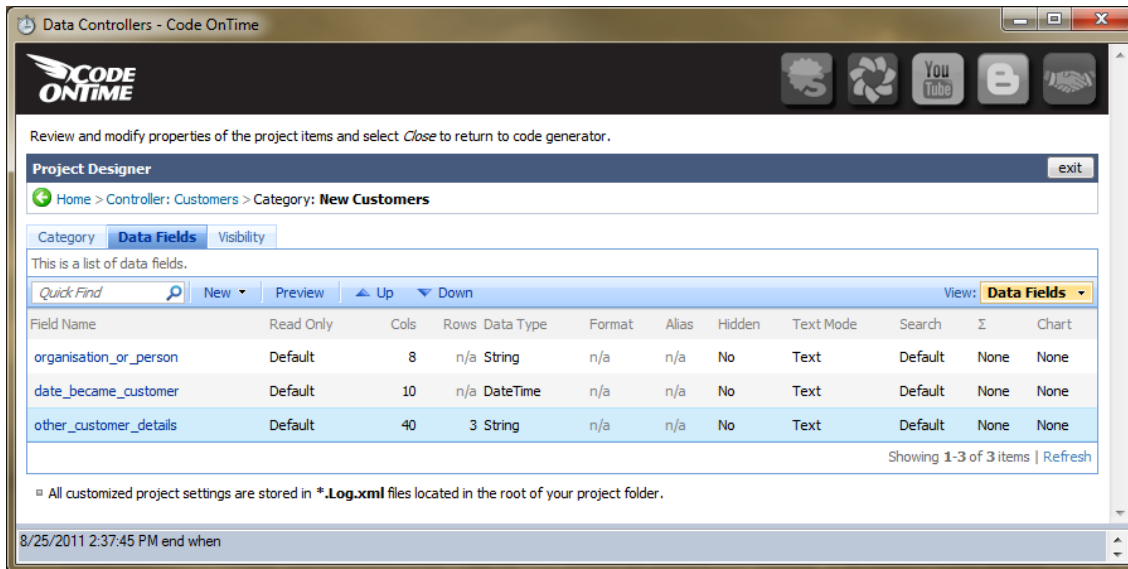 Data Controllers - Code OnTime
CODE ONTIME
You Tube
Review and modify properties of the project items and select Close to return to code generator.
Project Designer exit
Home > Controller: Customers > Category: New Customers
Category Data Fields Visibility
This is a list of data fields.
Quick Find New Preview Up Down View: Data Fields
Field Name Read Only Cols Rows Data Type Format Alias Hidden Text Mode Search Σ Chart
organisation_or_person Default 8 n/a String n/a n/a No Text Default None None
date_became_customer Default 10 n/a DateTime n/a n/a No Text Default None None
other_customer_details Default 40 3 String n/a n/a No Text Default None None
Showing 1-3 of 3 items | Refresh
All customized project settings are stored in *.Log.xml files located in the root of your project folder.
8/25/2011 2:37:45 PM end when